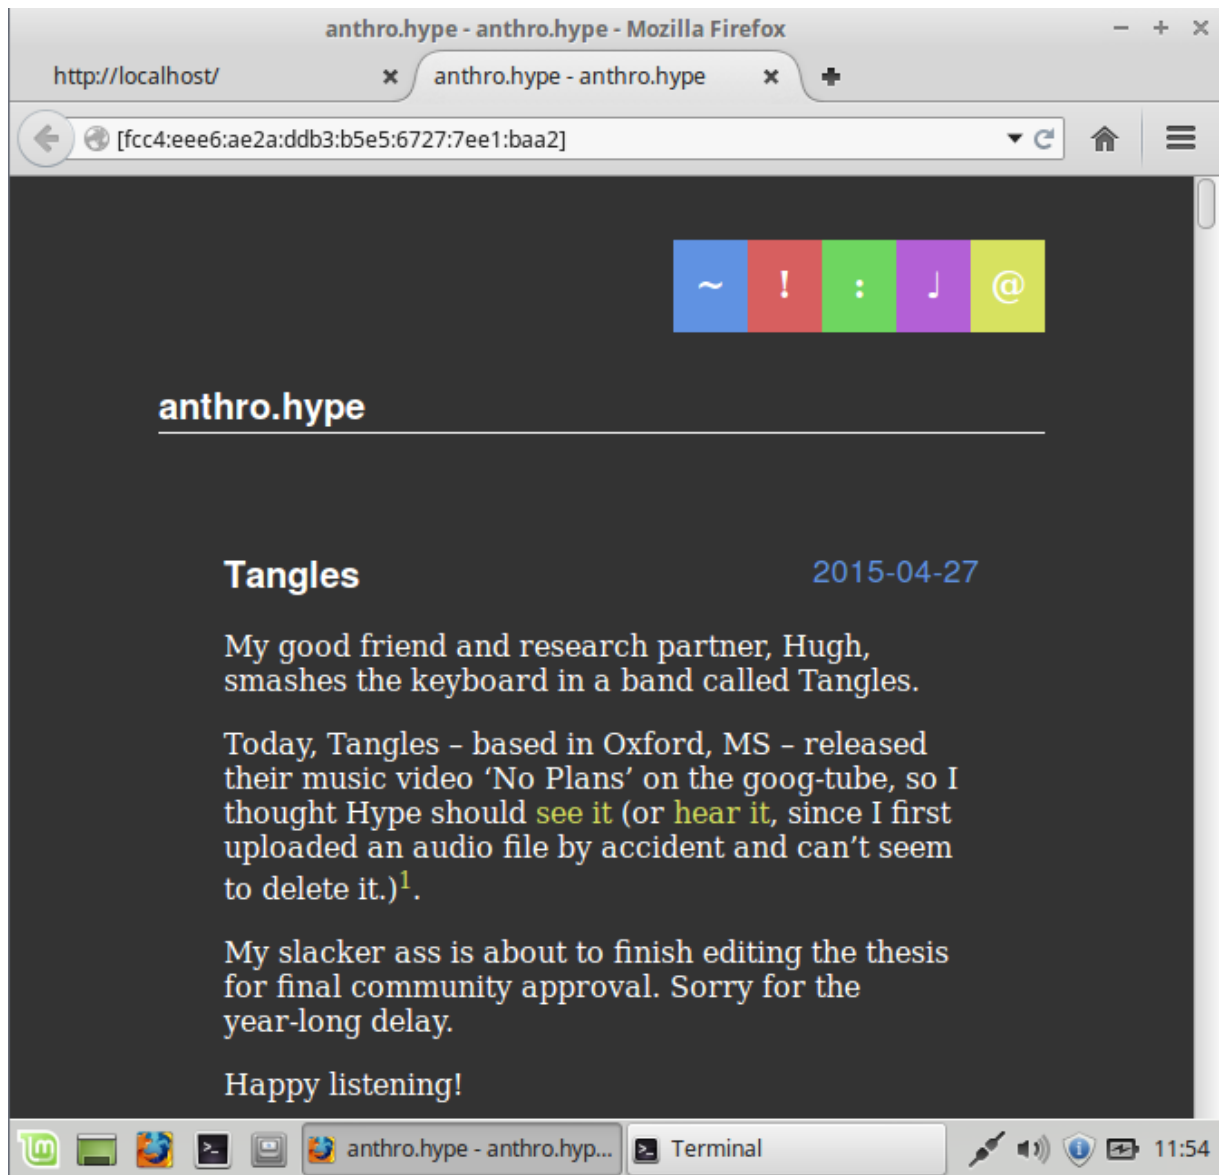 anthro.hype - anthro.hype - Mozilla Firefox
http://localhost/
anthro.hype - anthro.hype
[fcc4:eee6:ae2a:ddb3:b5e5:6727:7ee1:baa2]
~ ! : ♩ @
anthro.hype
Tangles 2015-04-27
My good friend and research partner, Hugh,
smashes the keyboard in a band called Tangles.
Today, Tangles – based in Oxford, MS – released
their music video ‘No Plans’ on the goog-tube, so I
thought Hype should see it (or hear it, since I first
uploaded an audio file by accident and can’t seem
to delete it.)1.
My slacker ass is about to finish editing the thesis
for final community approval. Sorry for the
year-long delay.
Happy listening!
anthro.hype - anthro.hyp... Terminal 11:54